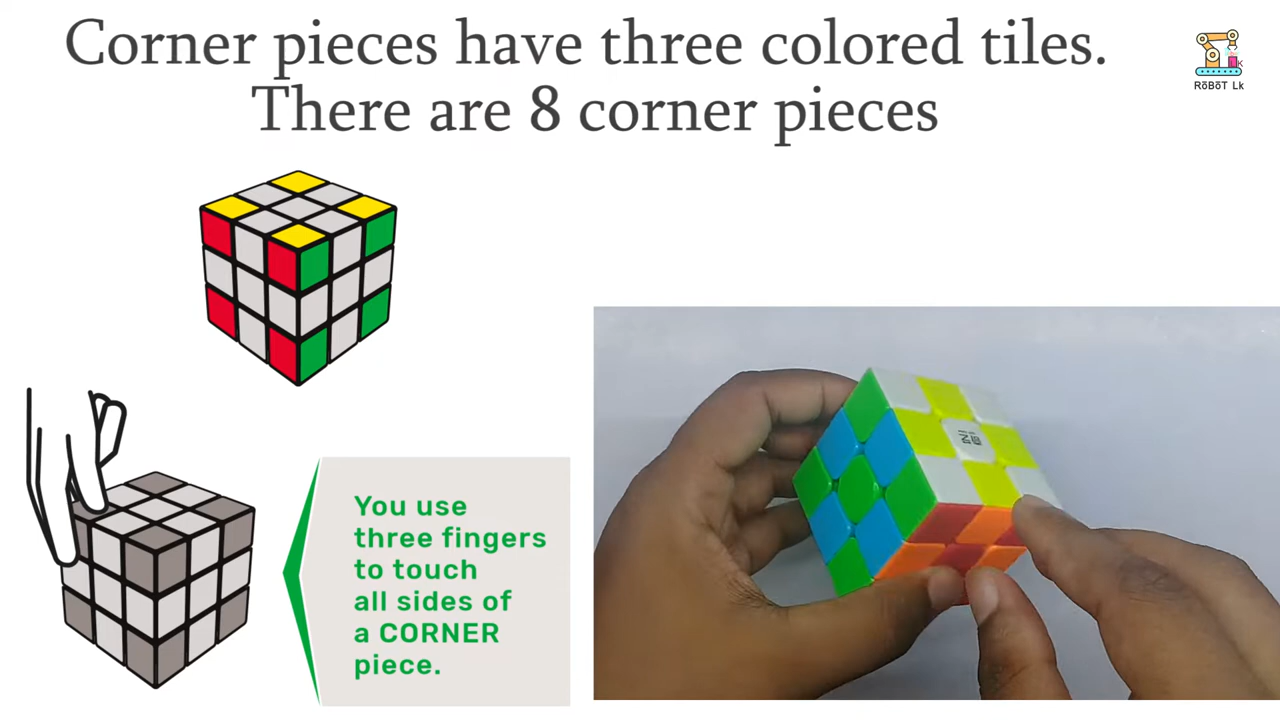 Corner pieces have three colored tiles.
There are 8 corner pieces
RōBōT Lk
You use
three fingers
to touch
all sides of
a CORNER
piece.